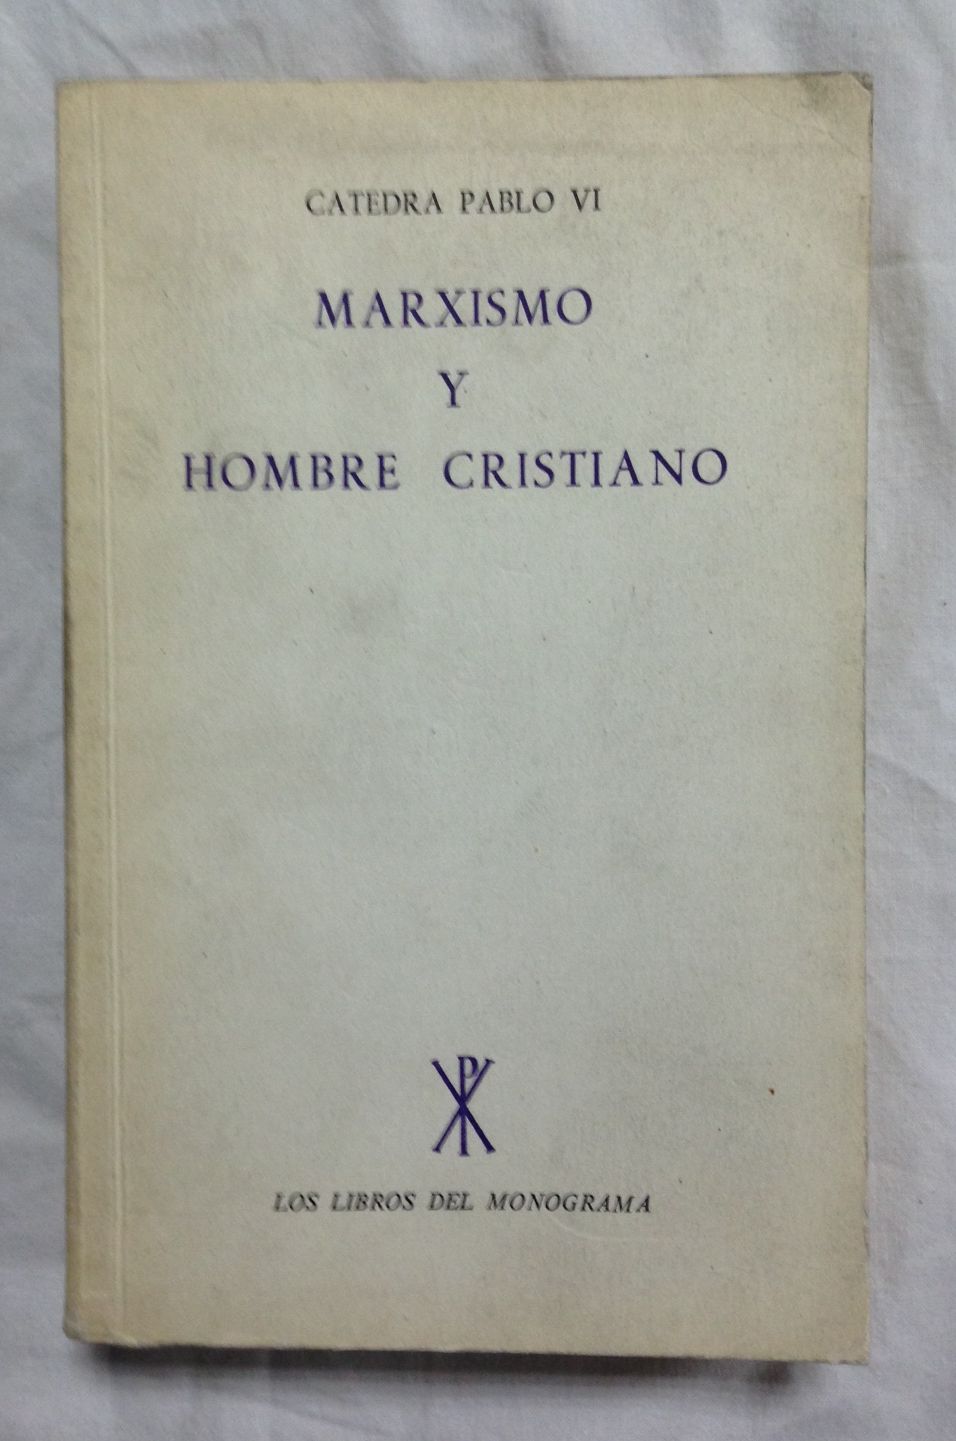 CATEDRA PABLO VI
MARXISMO
Y
HOMBRE CRISTIANO
LOS LIBROS DEL MONOGRAMA